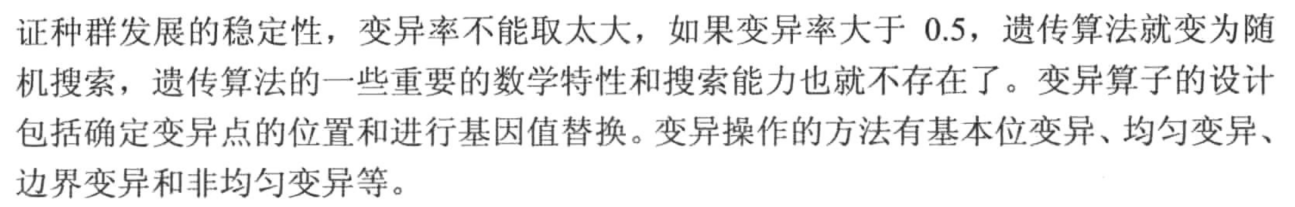 证种群发展的稳定性，变异率不能取太大，如果变异率大于 0.5，遗传算法就变为随
机搜索，遗传算法的一些重要的数学特性和搜索能力也就不存在了。变异算子的设计
包括确定变异点的位置和进行基因值替换。变异操作的方法有基本位变异、均匀变异、
边界变异和非均匀变异等。